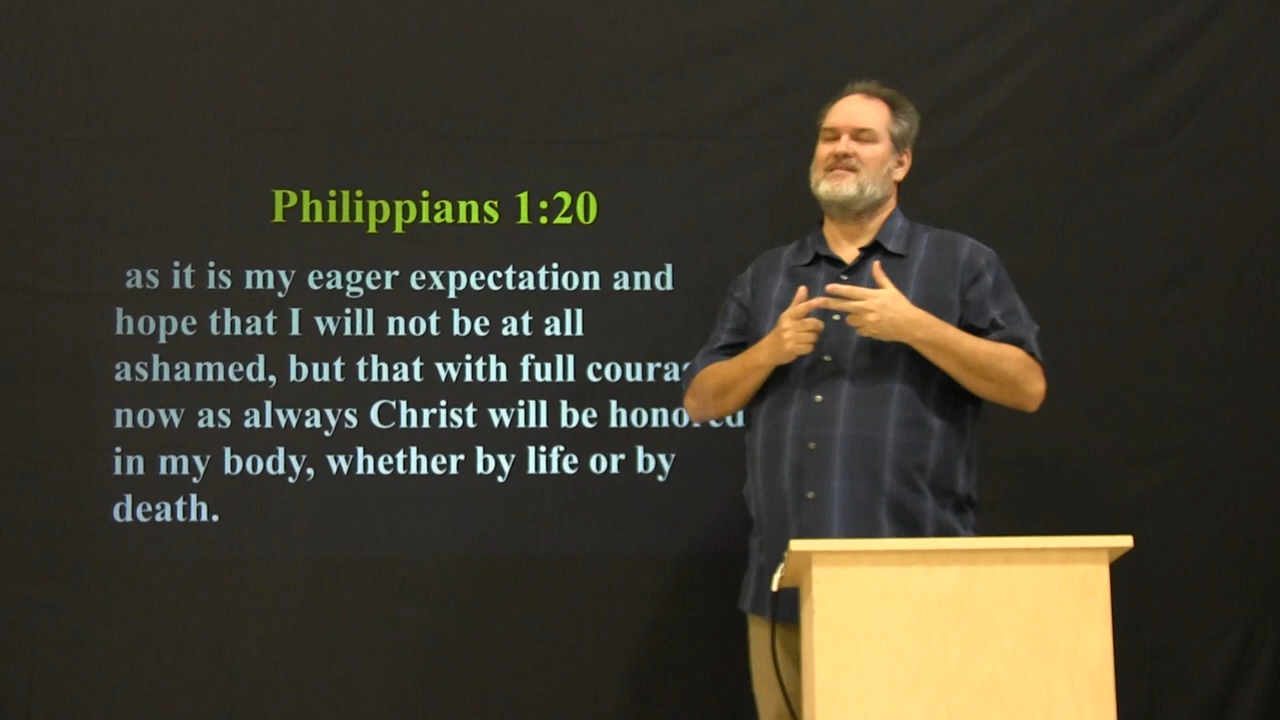 Philippians 1:20
as it is my eager expectation and
hope that I will not be at all
ashamed, but that with full
now as always Christ will be
in my body, whether by life or by
death.